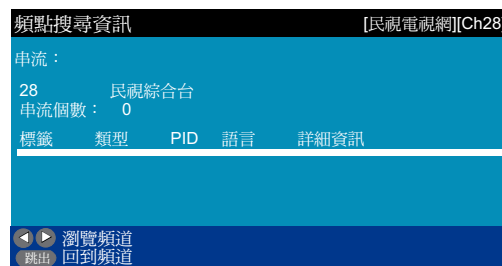 頻點搜尋資訊 [民視電視網][Ch28
串流：
28 民視綜合台
串流個數： 0
標籤 類型 PID 語言 詳細資訊
瀏覽頻道
跳出 回到頻道